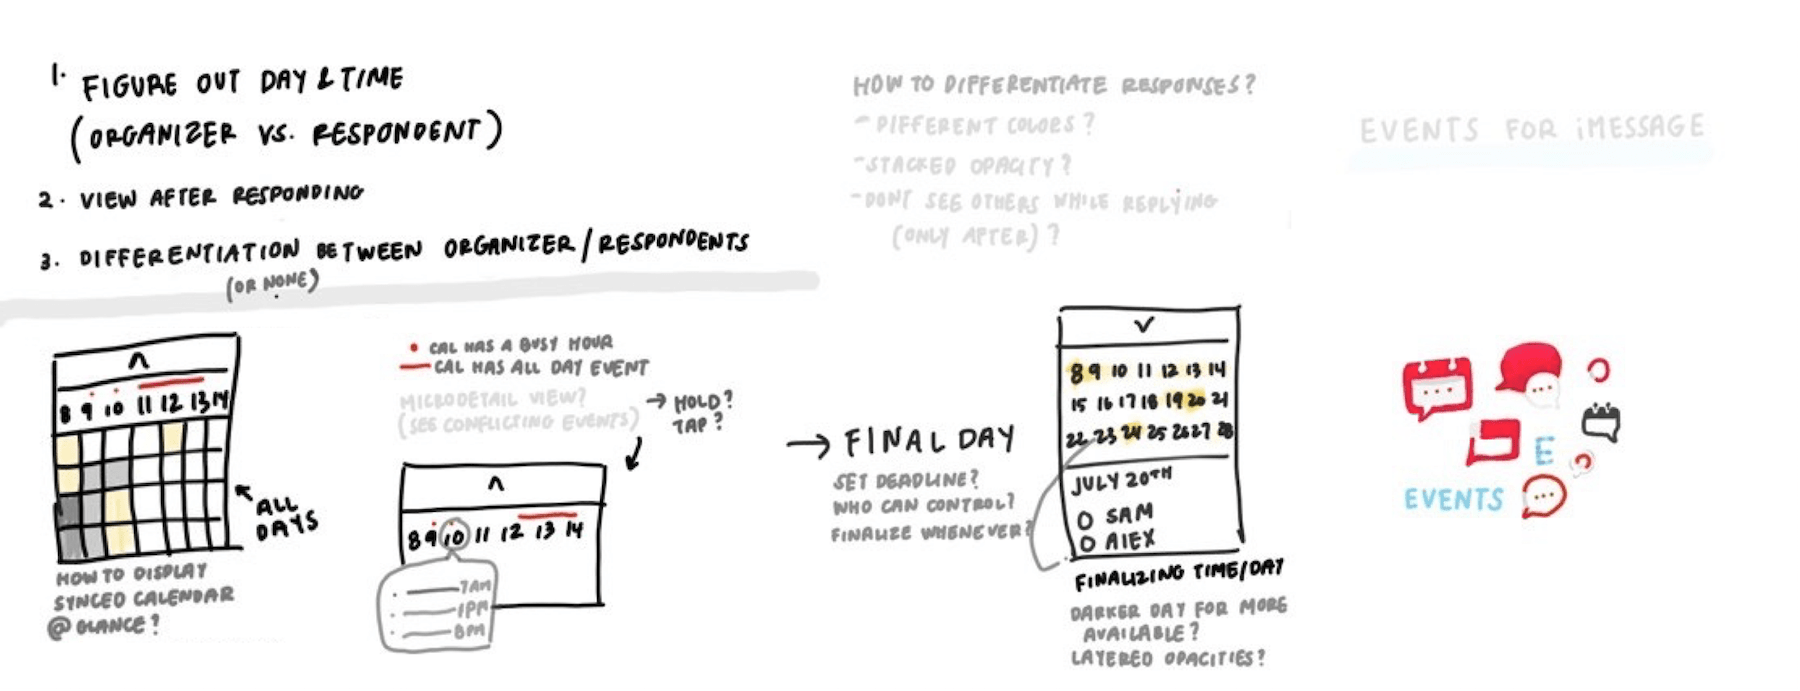 1. FIGURE OUT DAY & TIME
(ORGANIZER VS. RESPONDENT)
2. VIEW AFTER RESPONDING
3. DIFFERENTIATION BETWEEN ORGANIZER/RESPONDENTS
(OR NONE)
HOW TO DIFFERENTIATE RESPONSES?
- DIFFERENT COLORS?
- STACKED OPACITY?
- DONT SEE OTHERS WHILE REPLYING
(ONLY AFTER)?
EVENTS FOR iMESSAGE
8 9 10 11 12 13 14
ALL
DAYS
HOW TO DISPLAY
SYNCED CALENDAR
@ GLANCE?
CAL HAS A BUSY HOUR
CAL HAS ALL DAY EVENT
MICRODETAIL VIEW?
(SEE CONFLICTING EVENTS)
→ HOLD?
TAP?
8 9 10 11 12 13 14
7AM
1PM
8PM
→ FINAL DAY
SET DEADLINE?
WHO CAN CONTROL?
FINALIZE WHENEVER?
8 9 10 11 12 13 14
15 16 17 18 19 20 21
22 23 24 25 26 27 28
JULY 20TH
O SAM
O ALEX
FINALIZING TIME/DAY
DARKER DAY FOR MORE
AVAILABLE?
LAYERED OPACITIES?
E
EVENTS